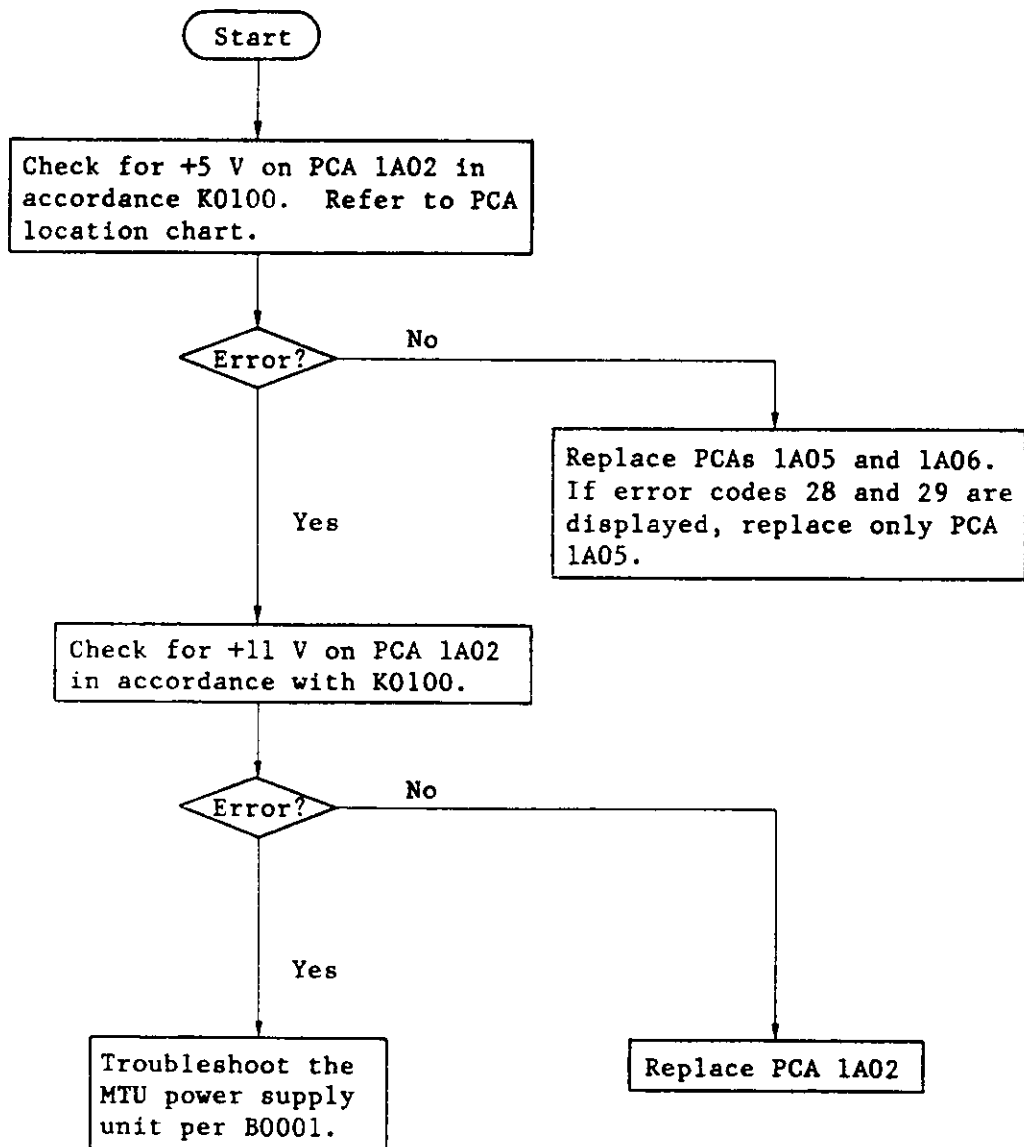 Start
Check for +5 V on PCA 1A02 in
accordance K0100. Refer to PCA
location chart.
Error?
No
Replace PCAs 1A05 and 1A06.
If error codes 28 and 29 are
displayed, replace only PCA
1A05.
Yes
Check for +11 V on PCA 1A02
in accordance with K0100.
Error?
No
Yes
Troubleshoot the
MTU power supply
unit per B0001.
Replace PCA 1A02